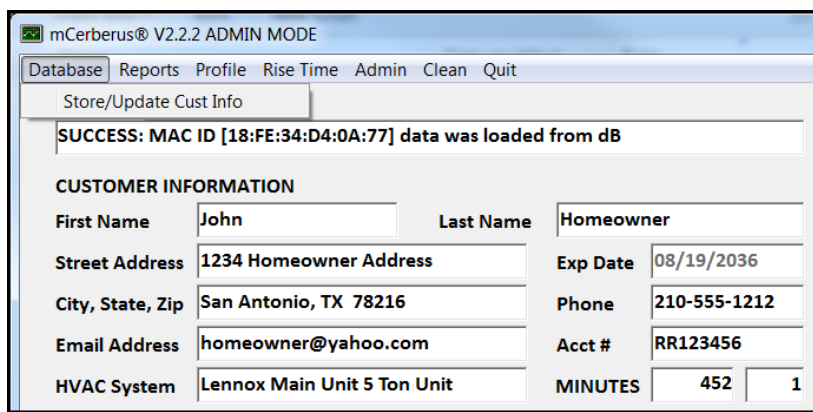 mCerberus® V2.2.2 ADMIN MODE
Database Reports Profile Rise Time Admin Clean Quit
Store/Update Cust Info
SUCCESS: MAC ID [18:FE:34:D4:0A:77] data was loaded from dB
CUSTOMER INFORMATION
First Name John Last Name Homeowner
Street Address 1234 Homeowner Address Exp Date 08/19/2036
City, State, Zip San Antonio, TX 78216 Phone 210-555-1212
Email Address homeowner@yahoo.com Acct # RR123456
HVAC System Lennox Main Unit 5 Ton Unit MINUTES 452 1